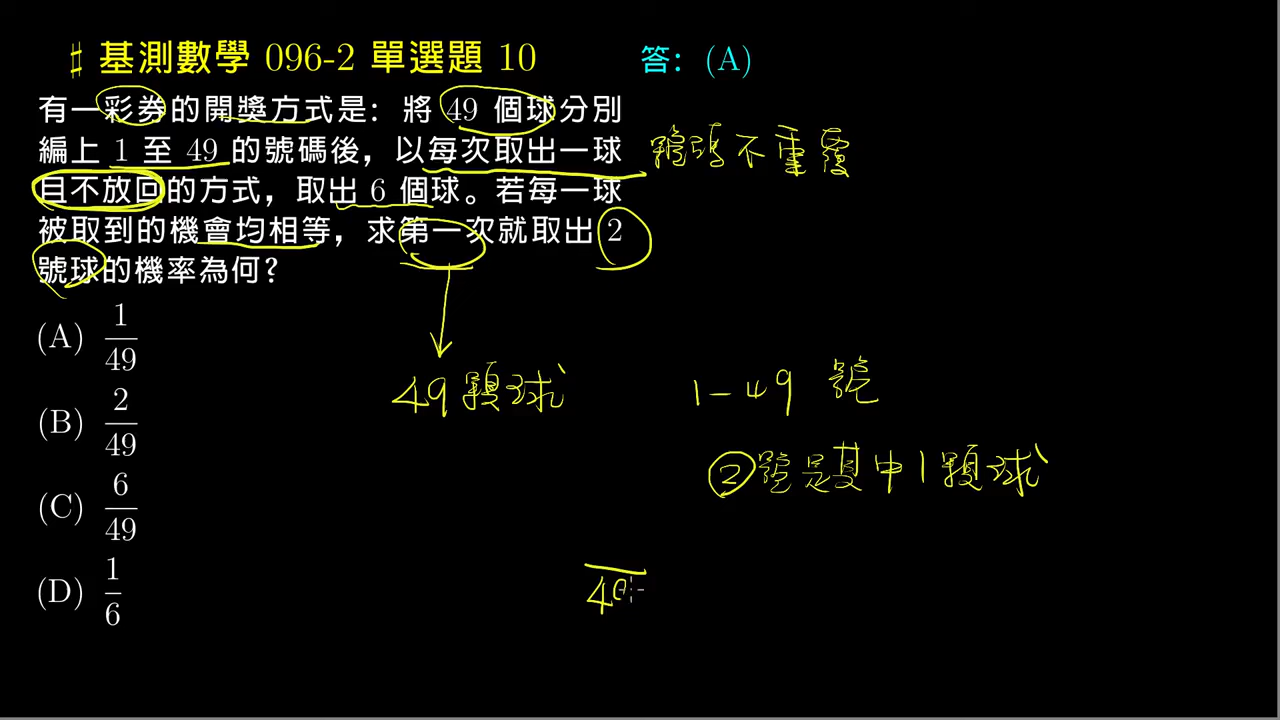 ♯ 基測數學 096-2 單選題 10
答: (A)
有一彩券的開獎方式是: 將 49 個球分別
編上 1 至 49 的號碼後, 以每次取出一球
且不放回的方式, 取出 6 個球。若每一球
被取到的機會均相等, 求第一次就取出 2
號球的機率為何?
號碼不重覆
(A) 1/49
(B) 2/49
(C) 6/49
(D) 1/6
49 顆球
1-49 號
2 號是其中 1 顆球